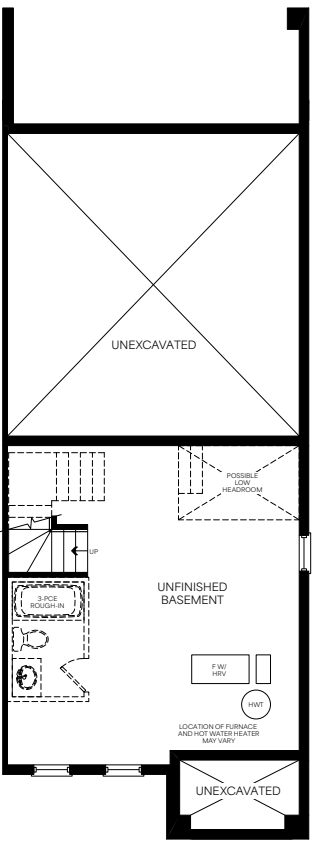 UNEXCAVATED
POSSIBLE
LOW
HEADROOM
UP
UNFINISHED
BASEMENT
3-PCE
ROUGH-IN
F W/
HRV
HWT
LOCATION OF FURNACE
AND HOT WATER HEATER
MAY VARY
UNEXCAVATED